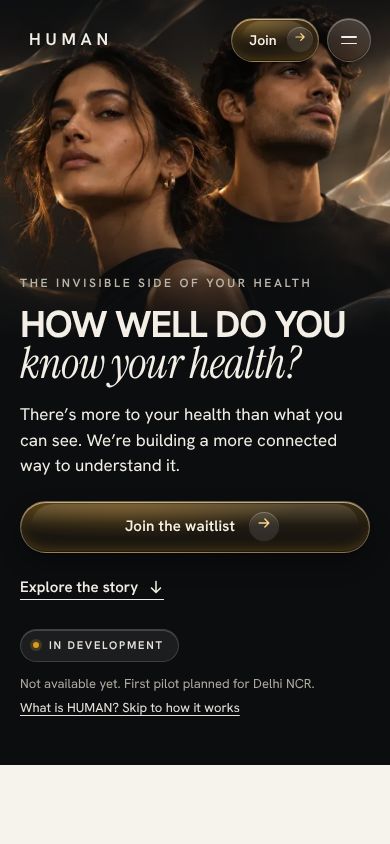 HUMAN
Join
THE INVISIBLE SIDE OF YOUR HEALTH
HOW WELL DO YOU
know your health?
There’s more to your health than what you
can see. We’re building a more connected
way to understand it.
Join the waitlist
Explore the story
IN DEVELOPMENT
Not available yet. First pilot planned for Delhi NCR.
What is HUMAN? Skip to how it works